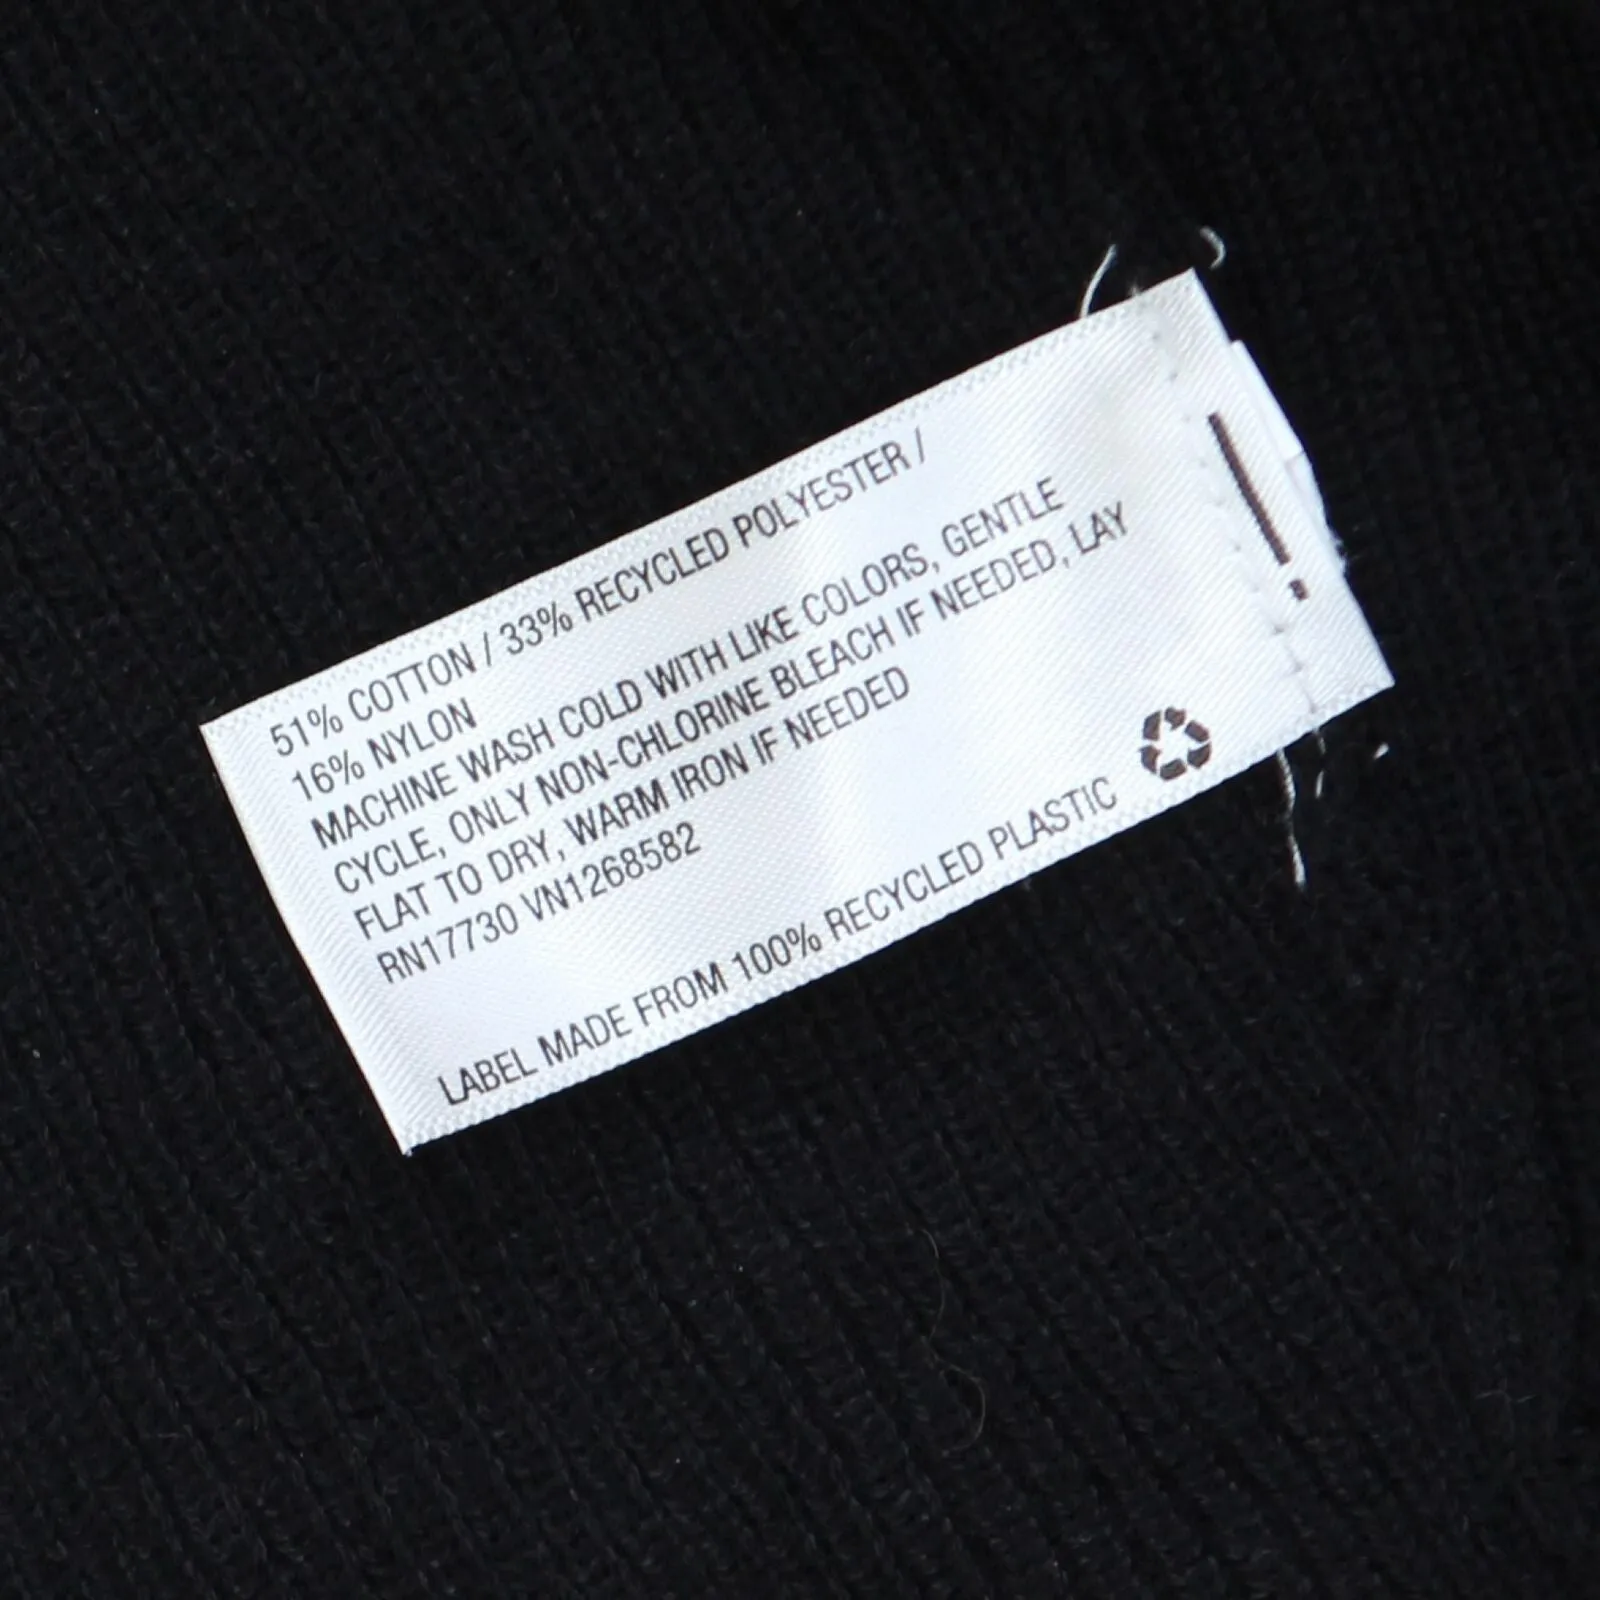 51% COTTON / 33% RECYCLED POLYESTER /
16% NYLON
MACHINE WASH COLD WITH LIKE COLORS, GENTLE
CYCLE, ONLY NON-CHLORINE BLEACH IF NEEDED, LAY
FLAT TO DRY, WARM IRON IF NEEDED
RN17730 VN1268582
LABEL MADE FROM 100% RECYCLED PLASTIC